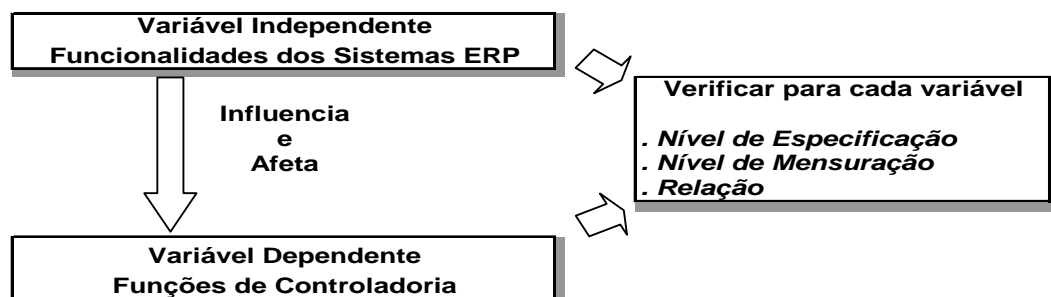 Variável Independente
Funcionalidades dos Sistemas ERP
Influencia
e
Afeta
Verificar para cada variável
. Nível de Especificação
. Nível de Mensuração
. Relação
Variável Dependente
Funções de Controladoria